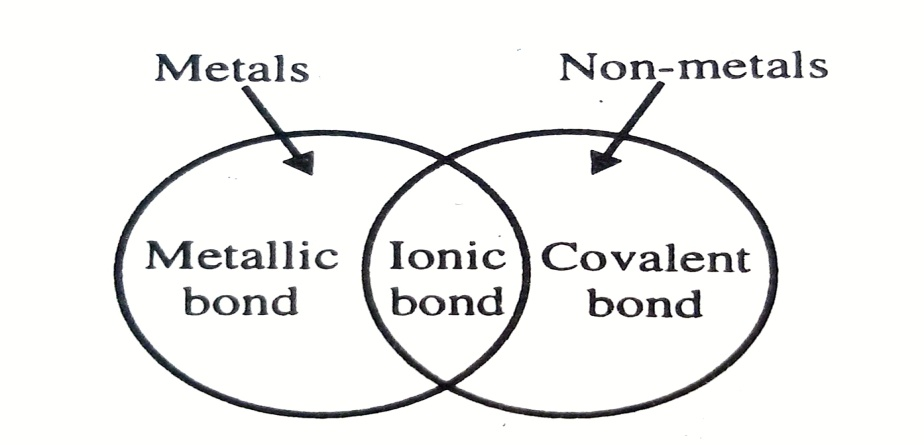 Metals
Non-metals
Metallic
bond
Ionic
bond
Covalent
bond